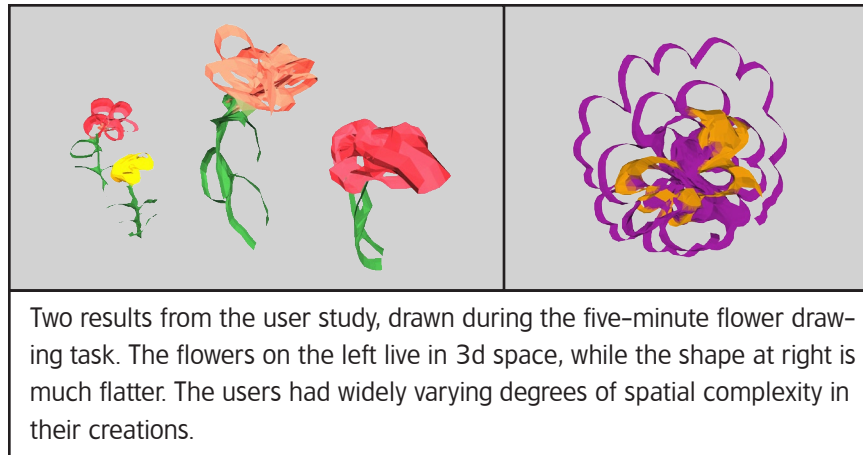 Two results from the user study, drawn during the five-minute flower draw-
ing task. The flowers on the left live in 3d space, while the shape at right is
much flatter. The users had widely varying degrees of spatial complexity in
their creations.